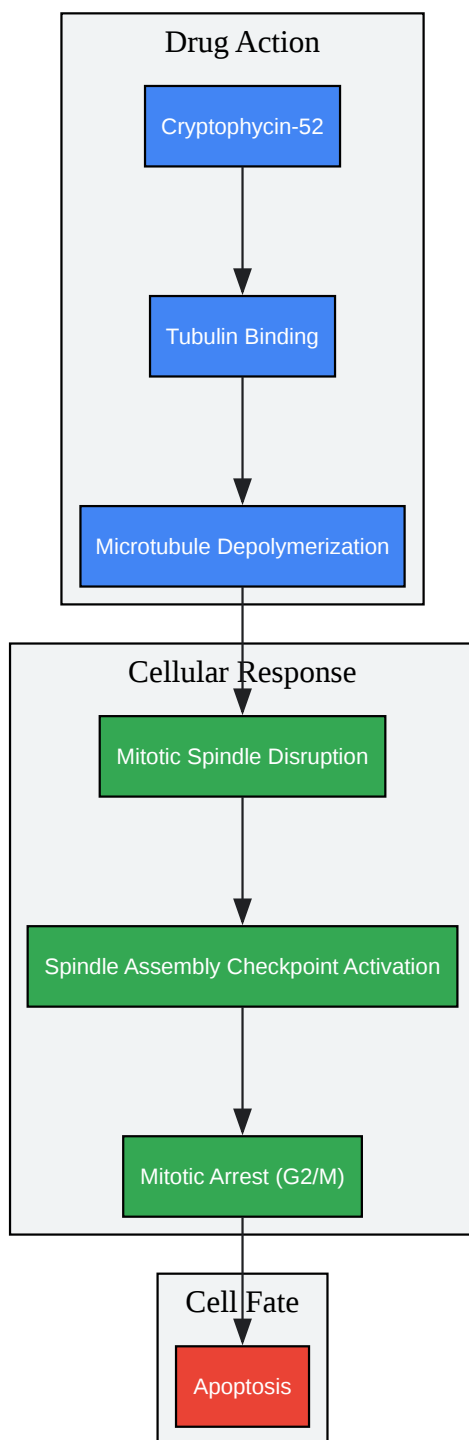 Drug Action
Cryptophycin-52
Tubulin Binding
Microtubule Depolymerization
Cellular Response
Mitotic Spindle Disruption
Spindle Assembly Checkpoint Activation
Mitotic Arrest (G2/M)
Cell Fate
Apoptosis